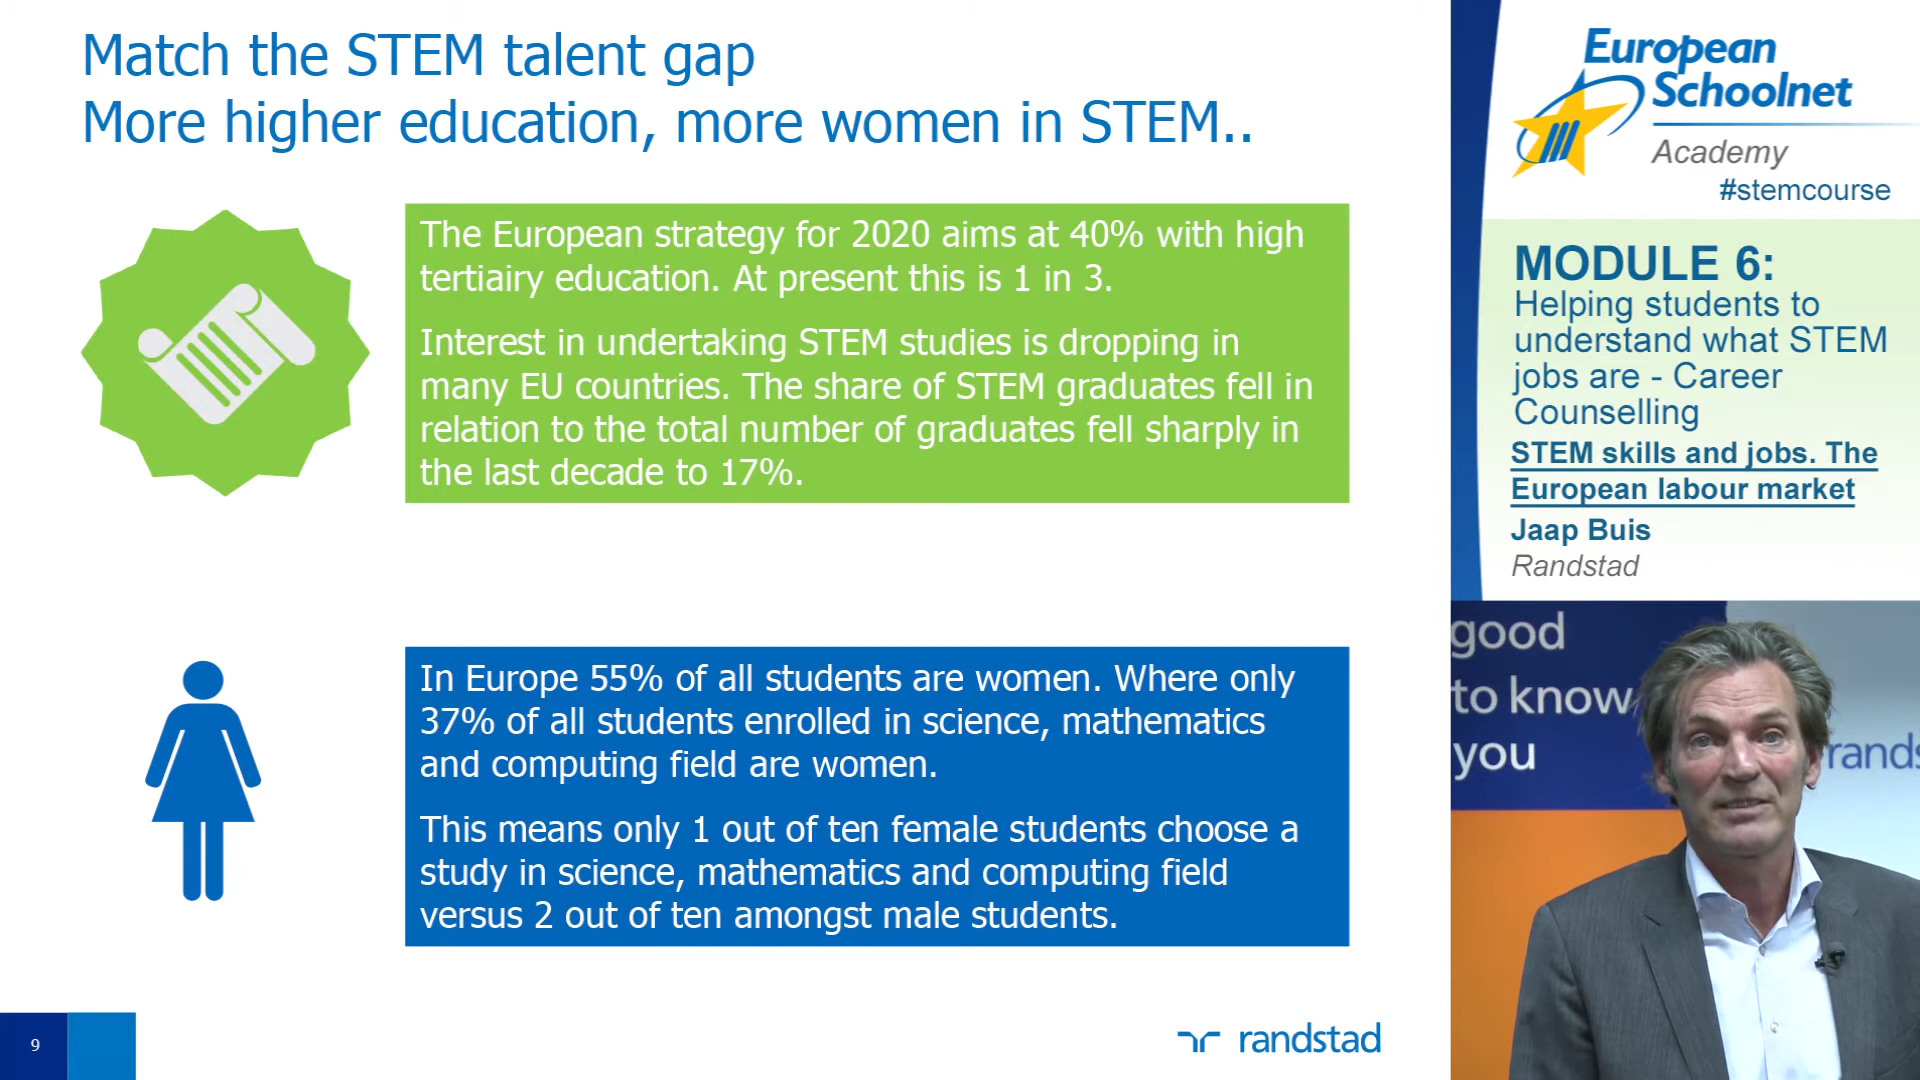 Match the STEM talent gap
More higher education, more women in STEM..
The European strategy for 2020 aims at 40% with high
tertiairy education. At present this is 1 in 3.
Interest in undertaking STEM studies is dropping in
many EU countries. The share of STEM graduates fell in
relation to the total number of graduates fell sharply in
the last decade to 17%.
In Europe 55% of all students are women. Where only
37% of all students enrolled in science, mathematics
and computing field are women.
This means only 1 out of ten female students choose a
study in science, mathematics and computing field
versus 2 out of ten amongst male students.
9
randstad
European
Schoolnet
Academy
#stemcourse
MODULE 6:
Helping students to
understand what STEM
jobs are - Career
Counselling
STEM skills and jobs. The
European labour market
Jaap Buis
Randstad
good
to know
you
rands